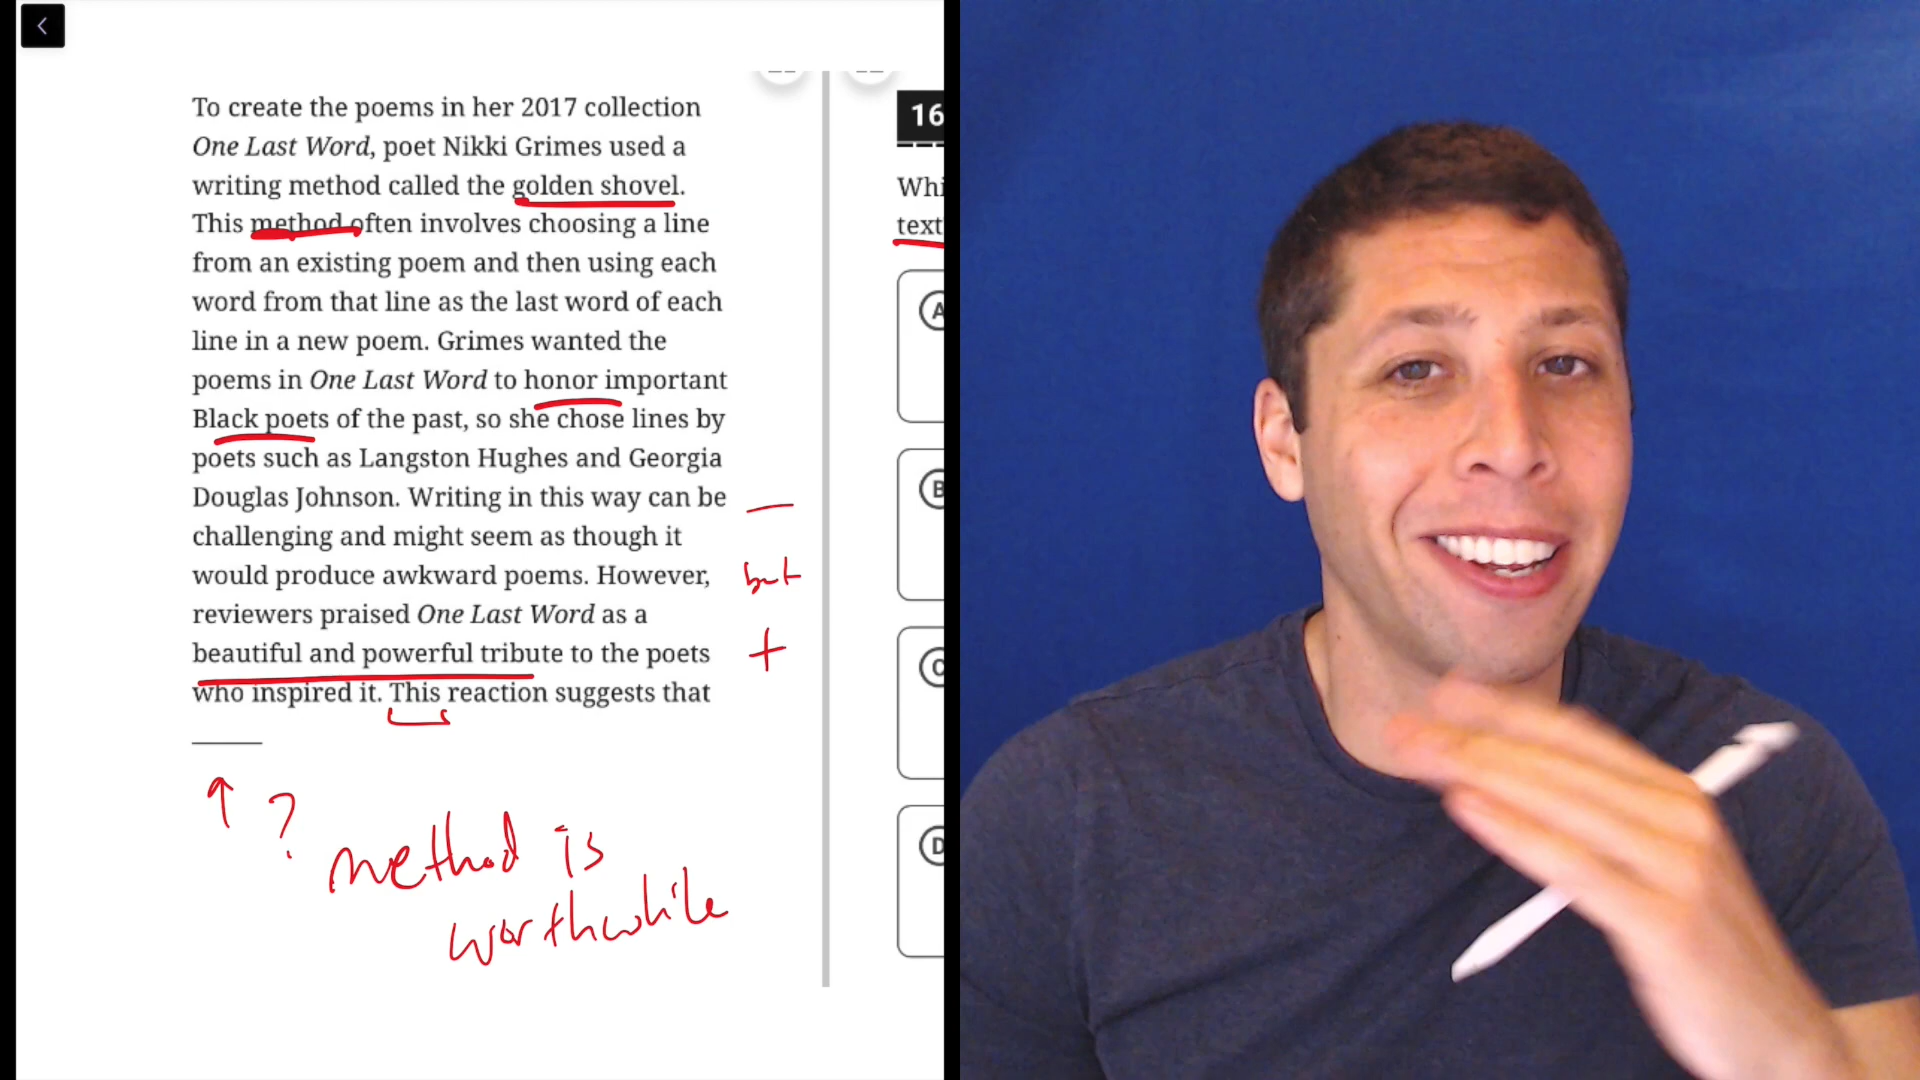 To create the poems in her 2017 collection
One Last Word, poet Nikki Grimes used a
writing method called the golden shovel.
This method often involves choosing a line
from an existing poem and then using each
word from that line as the last word of each
line in a new poem. Grimes wanted the
poems in One Last Word to honor important
Black poets of the past, so she chose lines by
poets such as Langston Hughes and Georgia
Douglas Johnson. Writing in this way can be
challenging and might seem as though it
would produce awkward poems. However,
reviewers praised One Last Word as a
beautiful and powerful tribute to the poets
who inspired it. This reaction suggests that
______
—
but
+
↑ ?
method is
worthwhile
16
Whi
text
A
B
C
D